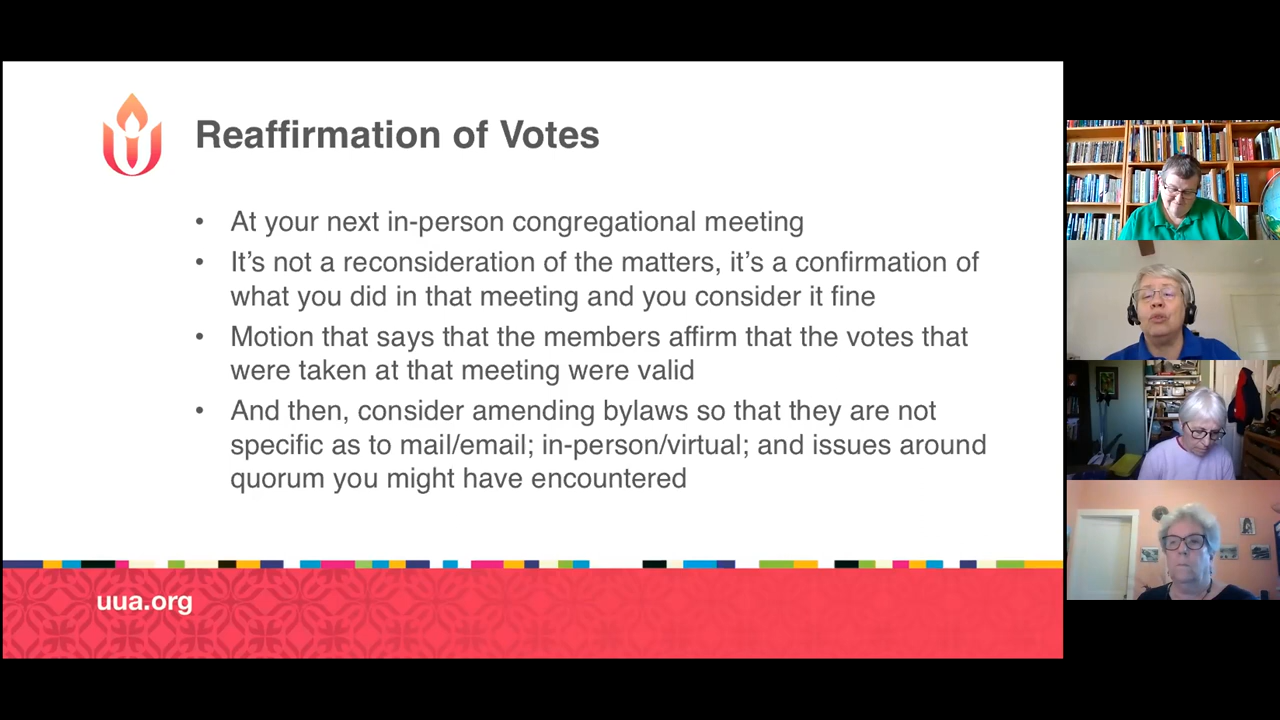 Reaffirmation of Votes
• At your next in-person congregational meeting
• It's not a reconsideration of the matters, it's a confirmation of
what you did in that meeting and you consider it fine
• Motion that says that the members affirm that the votes that
were taken at that meeting were valid
• And then, consider amending bylaws so that they are not
specific as to mail/email; in-person/virtual; and issues around
quorum you might have encountered
uua.org